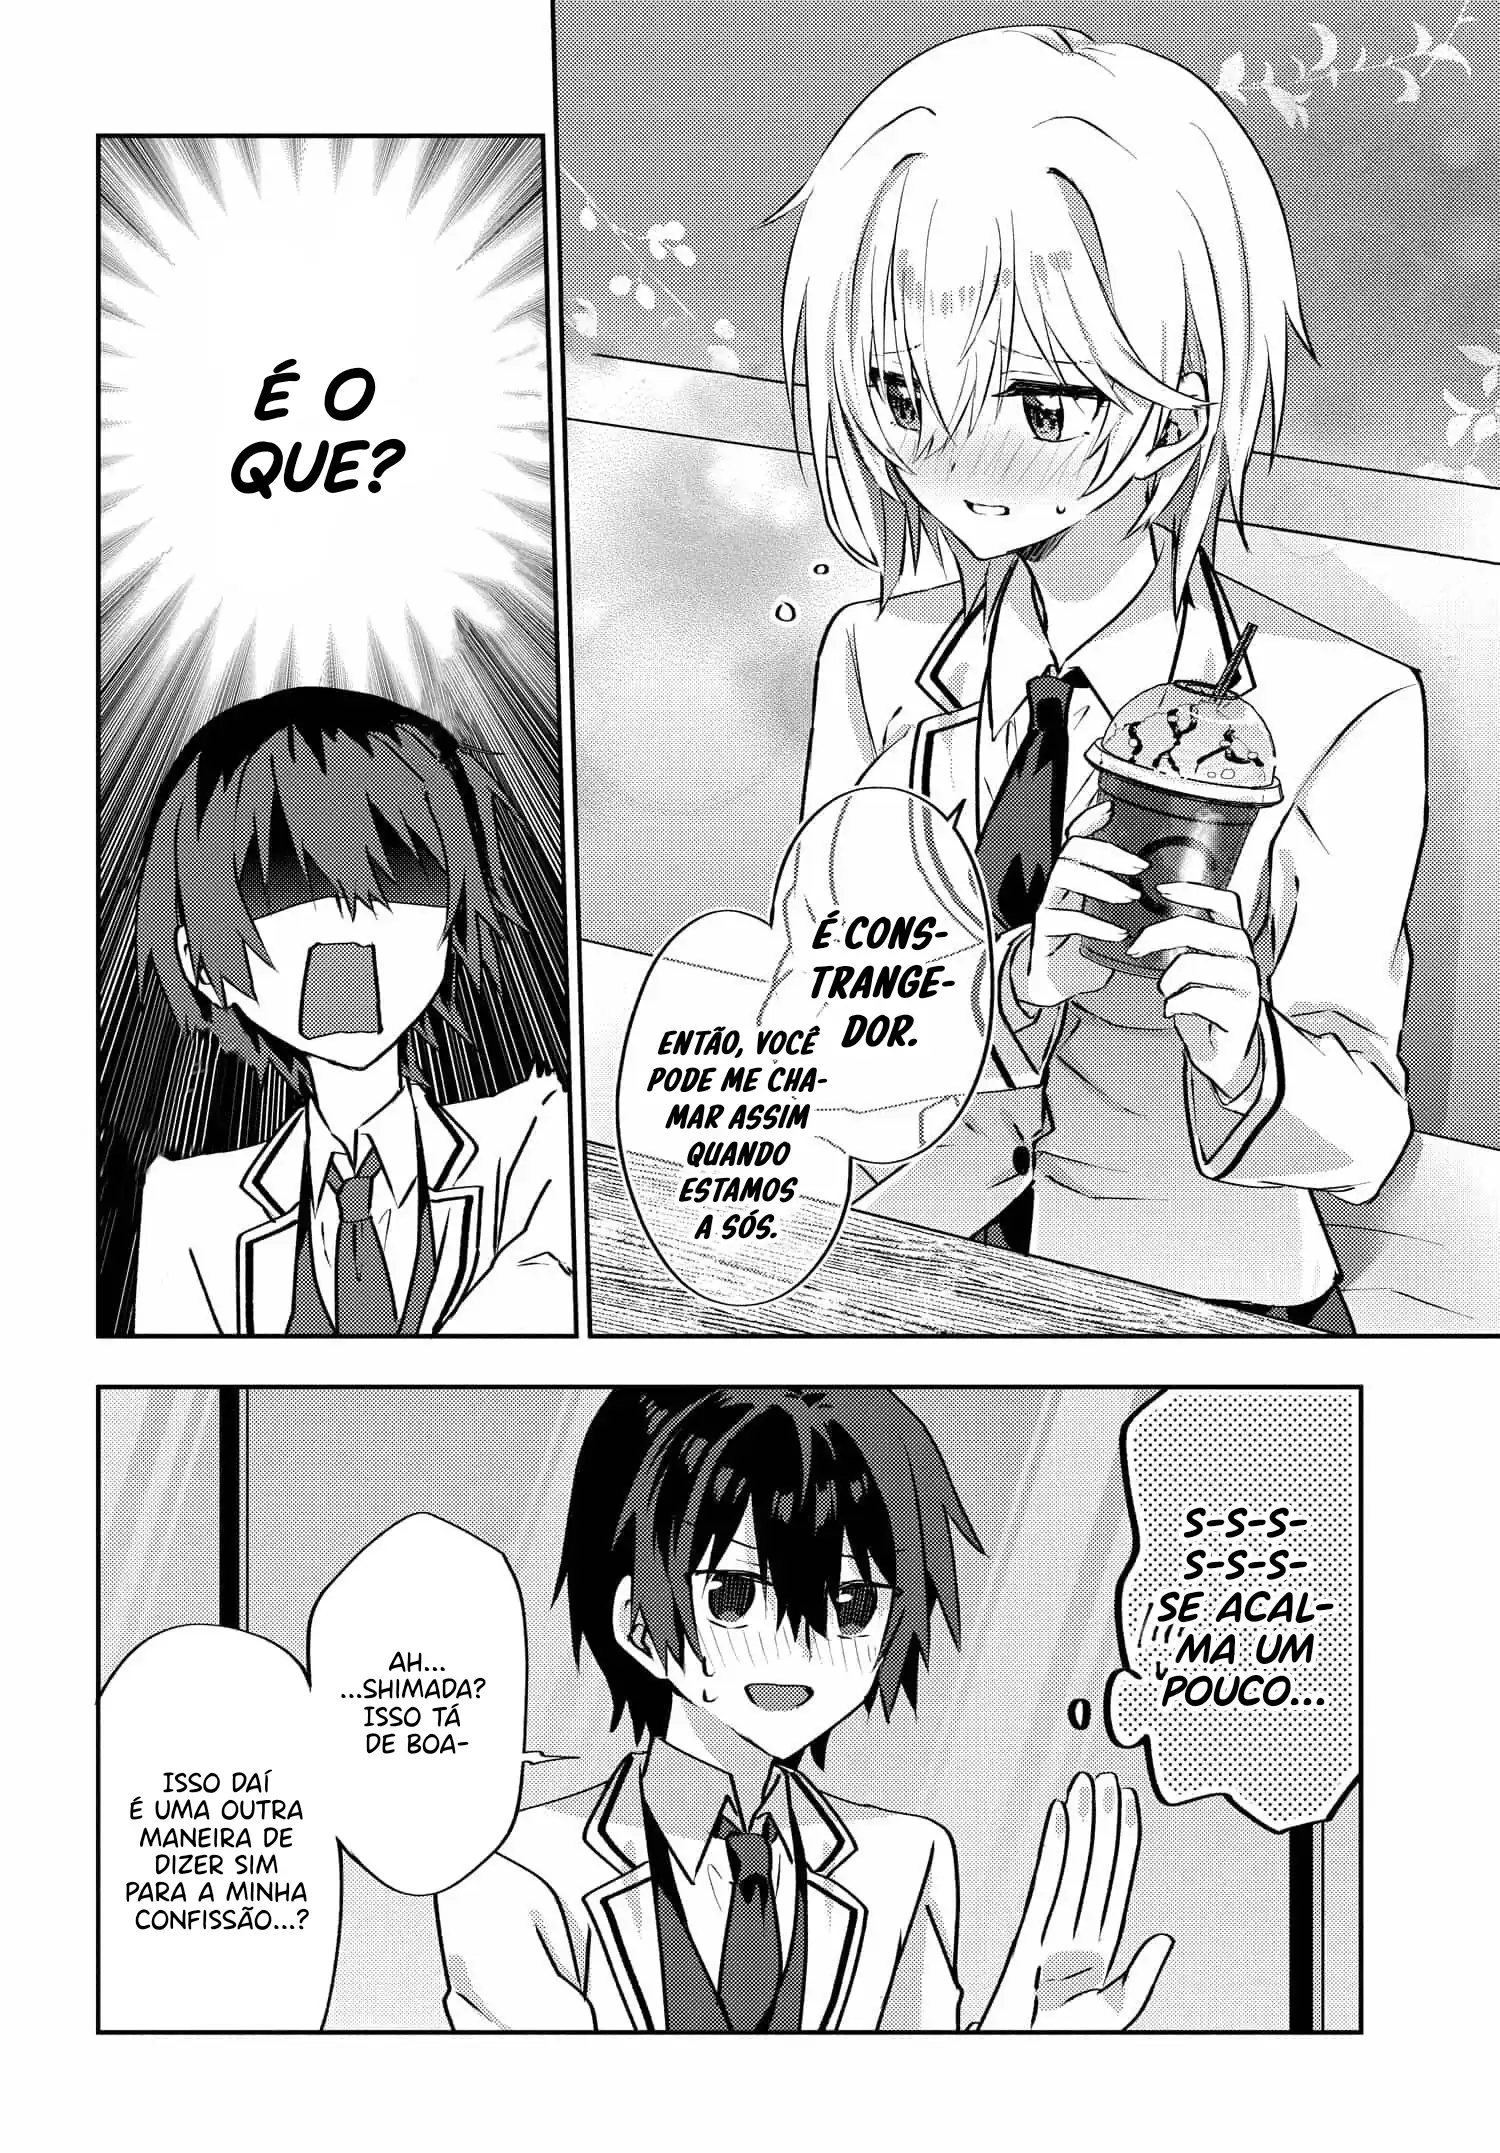 É CONS-
TRANGE-
DOR.
ENTÃO, VOCÊ
PODE ME CHA-
MAR ASSIM
QUANDO
ESTAMOS
A SÓS.
É O
QUE?
S-S-S-
S-S-S-
SE ACAL-
MA UM
POUCO...
AH...
...SHIMADA?
ISSO TÁ
DE BOA-
ISSO DAÍ
É UMA OUTRA
MANEIRA DE
DIZER SIM
PARA A MINHA
CONFISSÃO...?